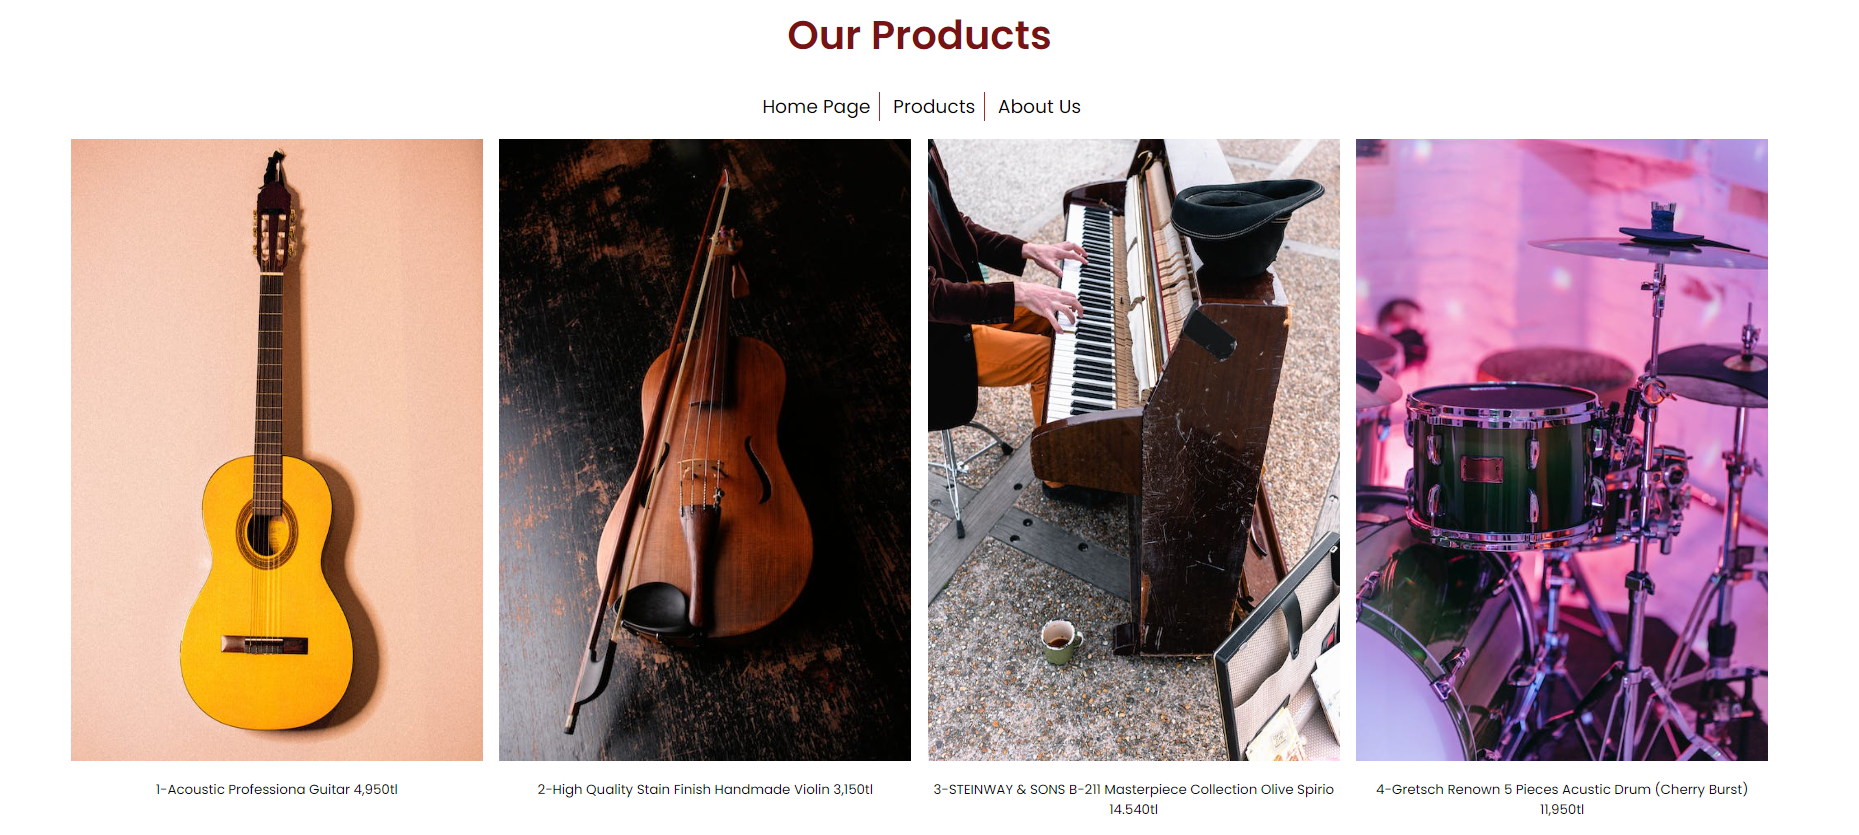 Our Products
Home Page
Products
About Us
1-Acoustic Professiona Guitar 4,950tl
2-High Quality Stain Finish Handmade Violin 3,150tl
3-STEINWAY & SONS B-211 Masterpiece Collection Olive Spirio
14.540tl
4-Gretsch Renown 5 Pieces Acustic Drum (Cherry Burst)
11,950tl